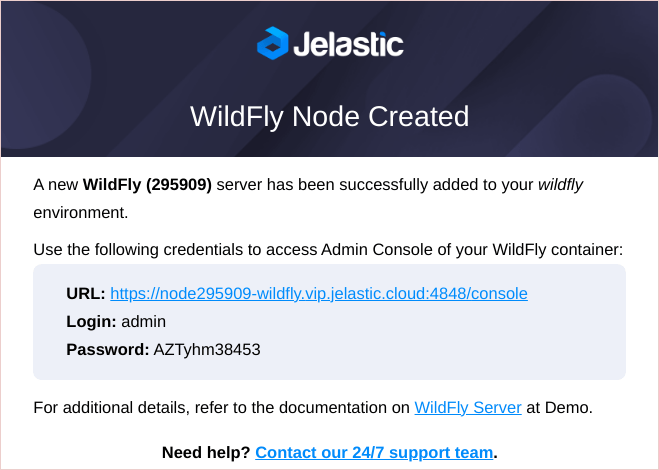 Jelastic
WildFly Node Created
A new WildFly (295909) server has been successfully added to your wildfly
environment.
Use the following credentials to access Admin Console of your WildFly container:
URL: https://node295909-wildfly.vip.jelastic.cloud:4848/console
Login: admin
Password: AZTyhm38453
For additional details, refer to the documentation on WildFly Server at Demo.
Need help? Contact our 24/7 support team.